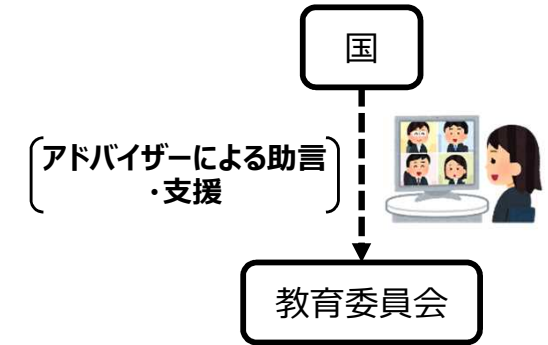 国
アドバイザーによる助言
・支援
教育委員会